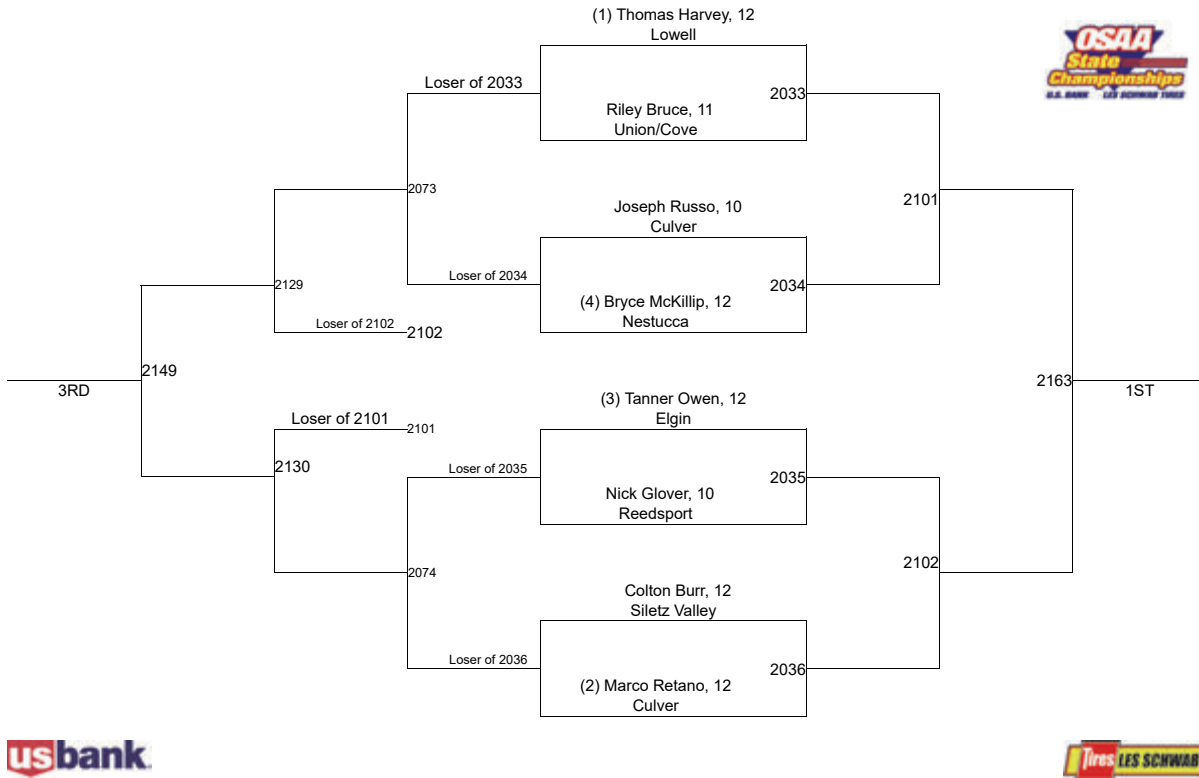 (1) Thomas Harvey, 12
Lowell
OSAA
State
Championships
U.S. BANK LES SCHWAB TIRES
Loser of 2033
2033
Riley Bruce, 11
Union/Cove
2073
2101
Joseph Russo, 10
Culver
Loser of 2034
2034
2129
(4) Bryce McKillip, 12
Nestucca
Loser of 2102
2102
2149
2163
3RD
1ST
(3) Tanner Owen, 12
Elgin
Loser of 2101
2101
2130
Loser of 2035
2035
Nick Glover, 10
Reedsport
2102
2074
Colton Burr, 12
Siletz Valley
Loser of 2036
2036
(2) Marco Retano, 12
Culver
usbank
Tires LES SCHWAB